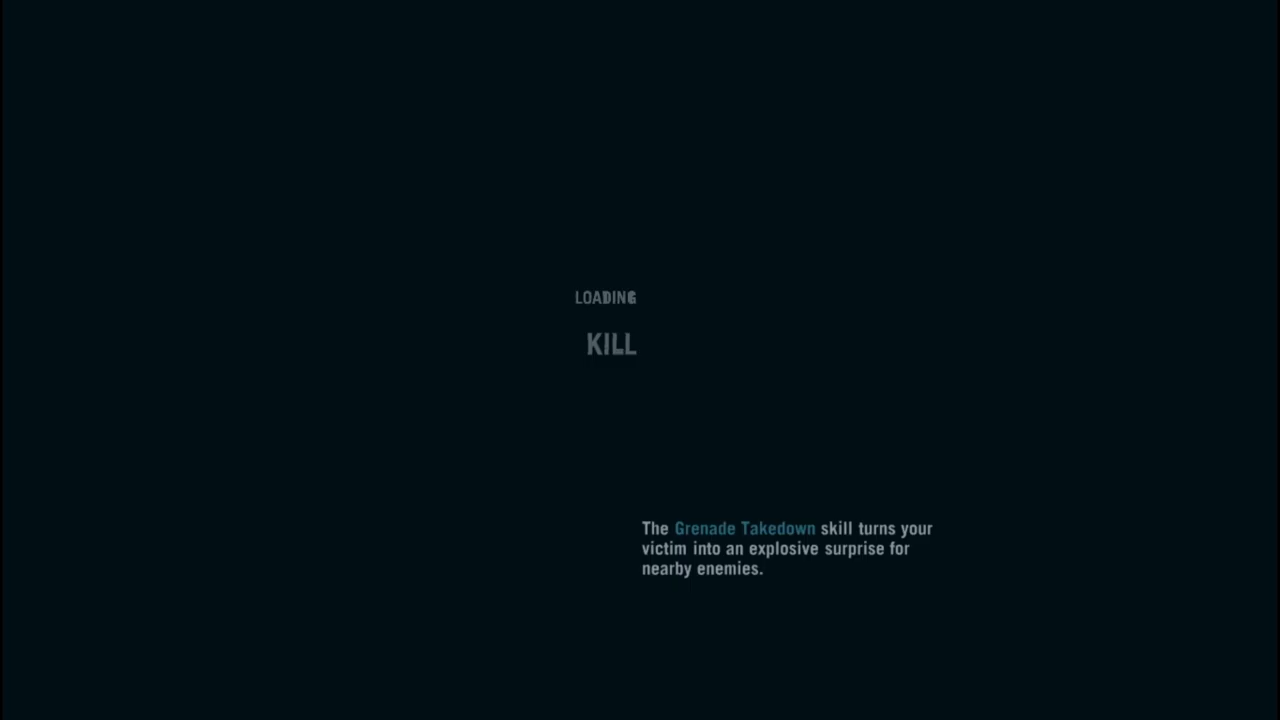 LOADING
KILL
The Grenade Takedown skill turns your
victim into an explosive surprise for
nearby enemies.